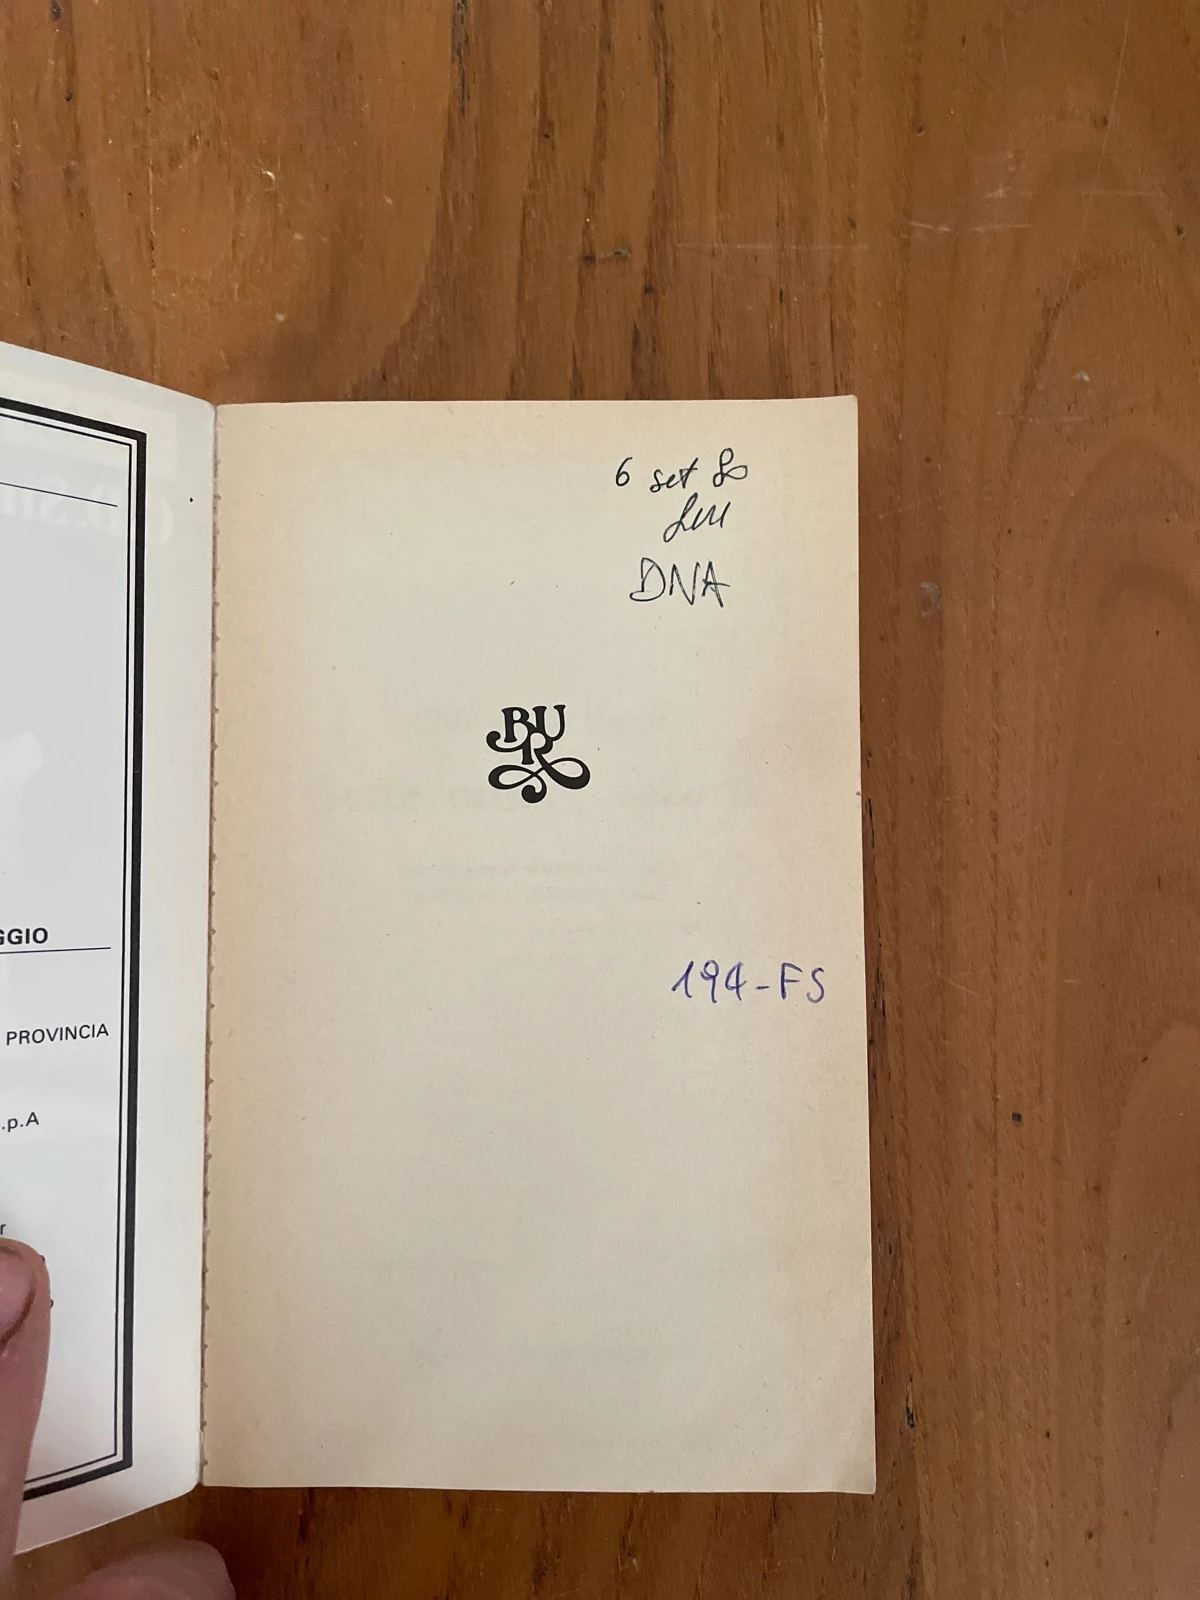 GGIO
PROVINCIA
.p.A
r
6 set 80
DNA
BUR
194-FS